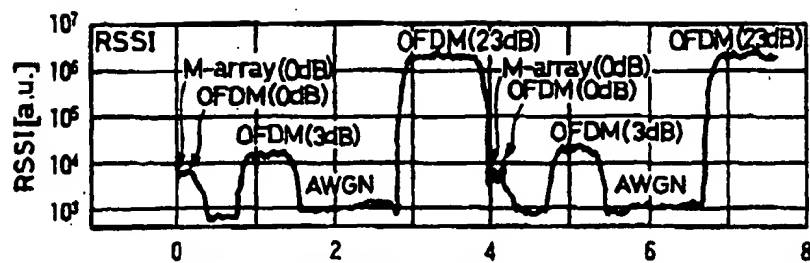 10⁷
RSSI
OFDM(23dB)
OFDM(23dB)
10⁶
M-array(0dB)
M-array(0dB)
OFDM(0dB)
OFDM(0dB)
10⁵
OFDM(3dB)
OFDM(3dB)
10⁴
AWGN
AWGN
10³
RSSI[a.u.]
0 2 4 6 8